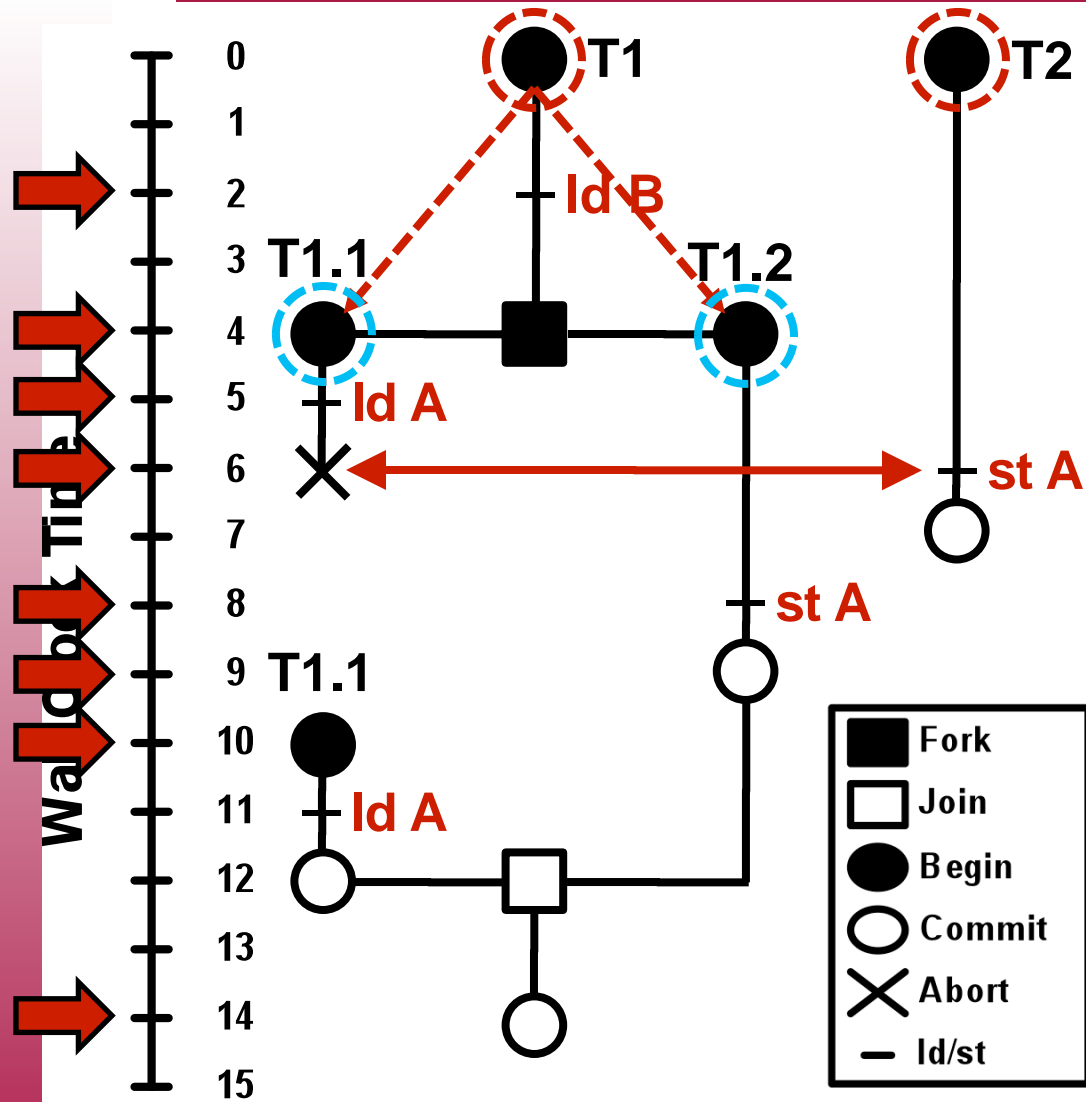 0 T1 T2
1
2 ld B
3 T1.1 T1.2
4
5 ld A
6 st A
7
8 st A
9 T1.1
10
11 ld A
12
13
14
15
Fork
Join
Begin
Commit
Abort
ld/st